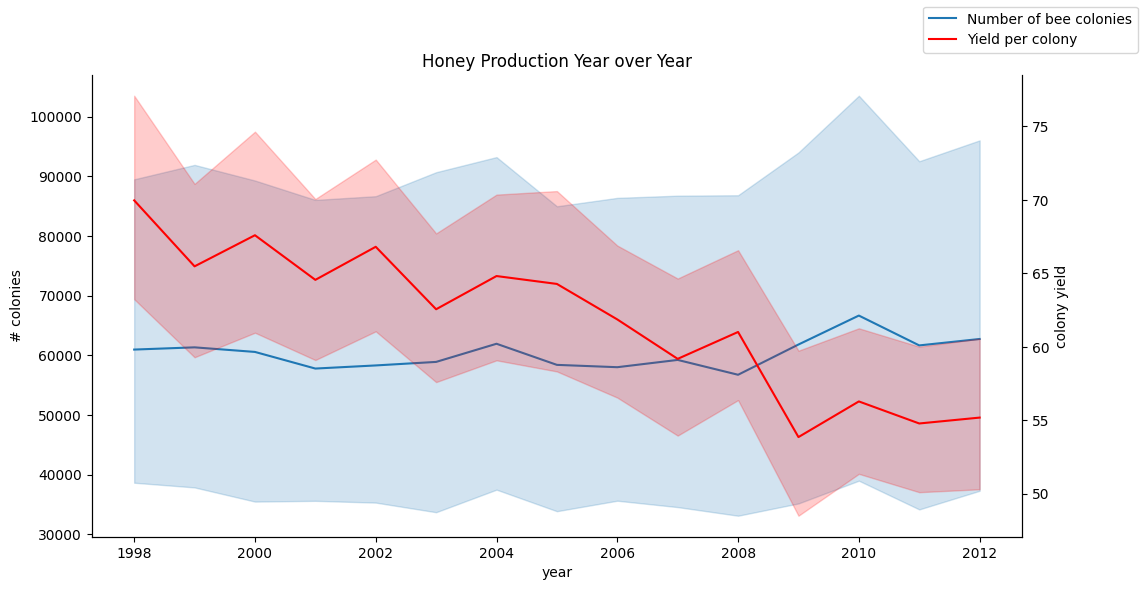 Number of bee colonies
Yield per colony
Honey Production Year over Year
# colonies
100000
90000
80000
70000
60000
50000
40000
30000
75
70
65
60
55
50
colony yield
1998 2000 2002 2004 2006 2008 2010 2012
year